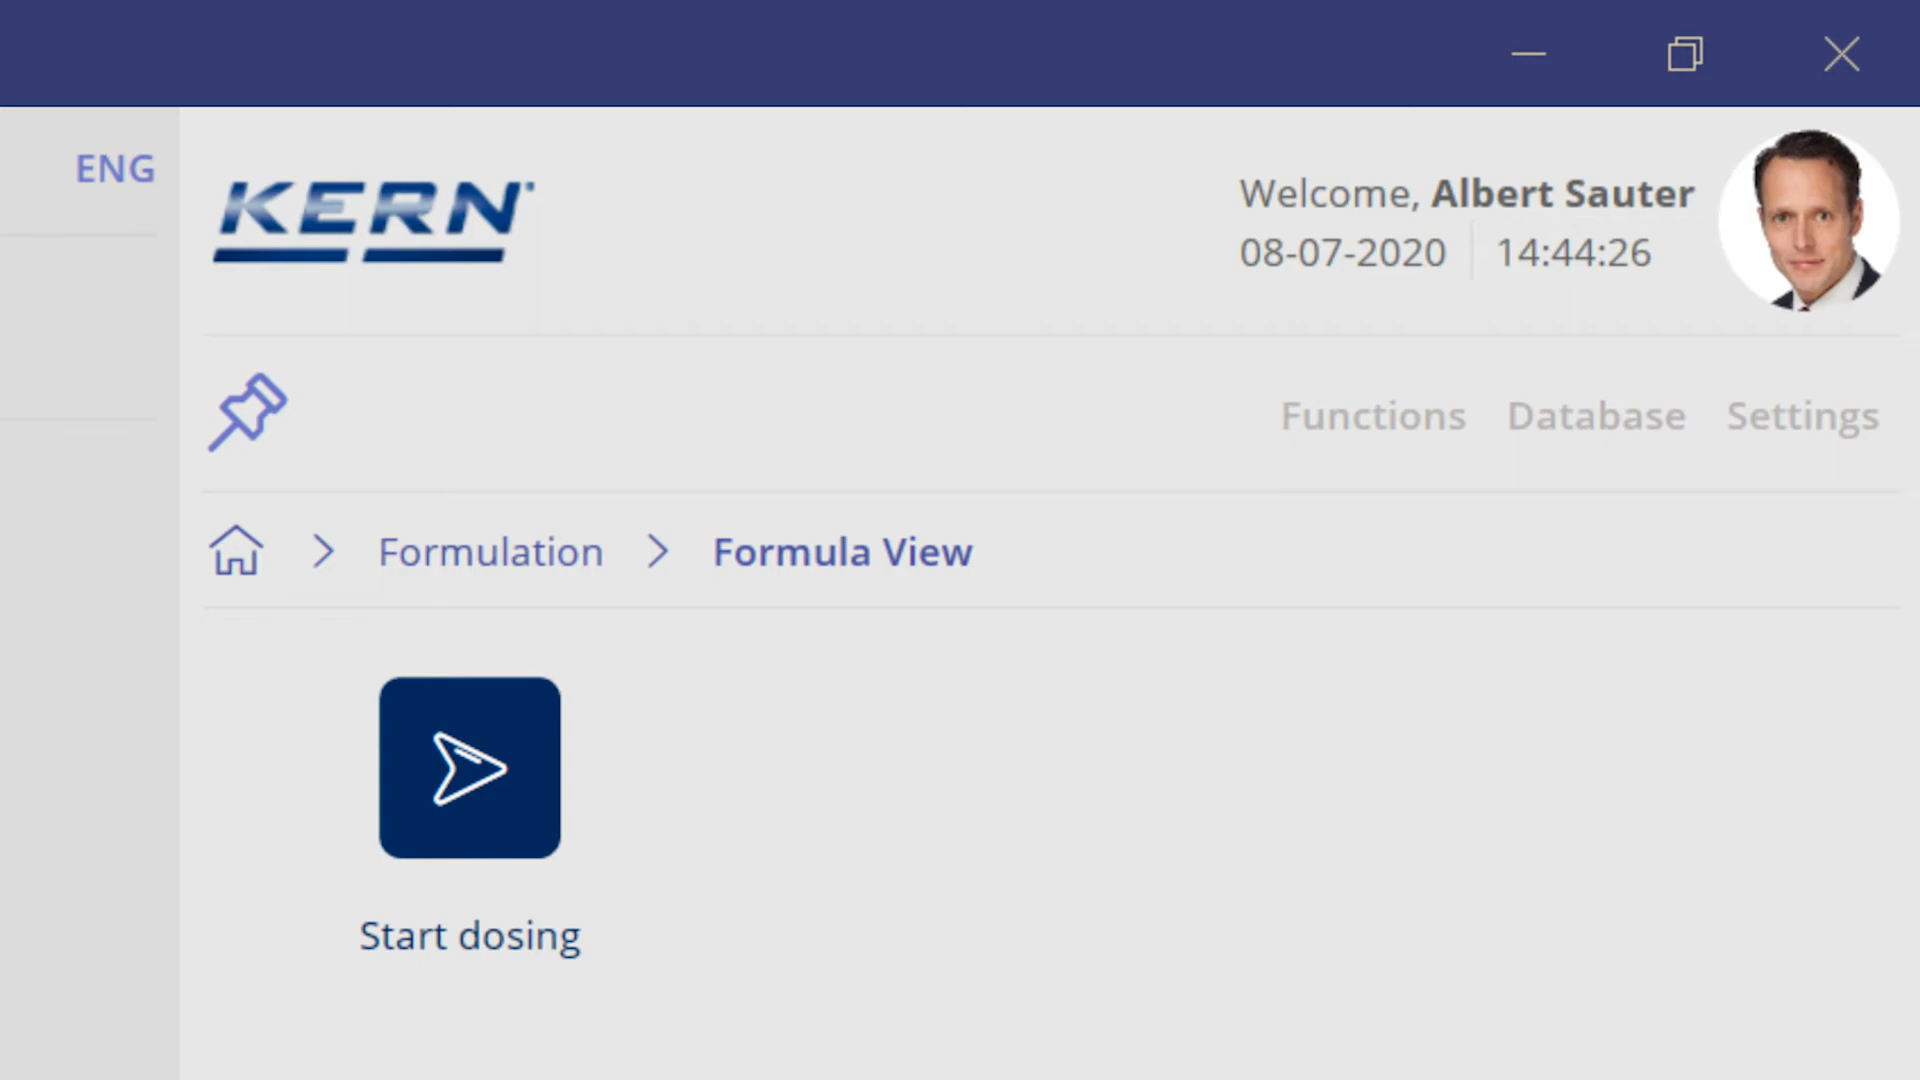 ENG
KERN
Welcome, Albert Sauter
08-07-2020 14:44:26
Functions Database Settings
Formulation > Formula View
Start dosing